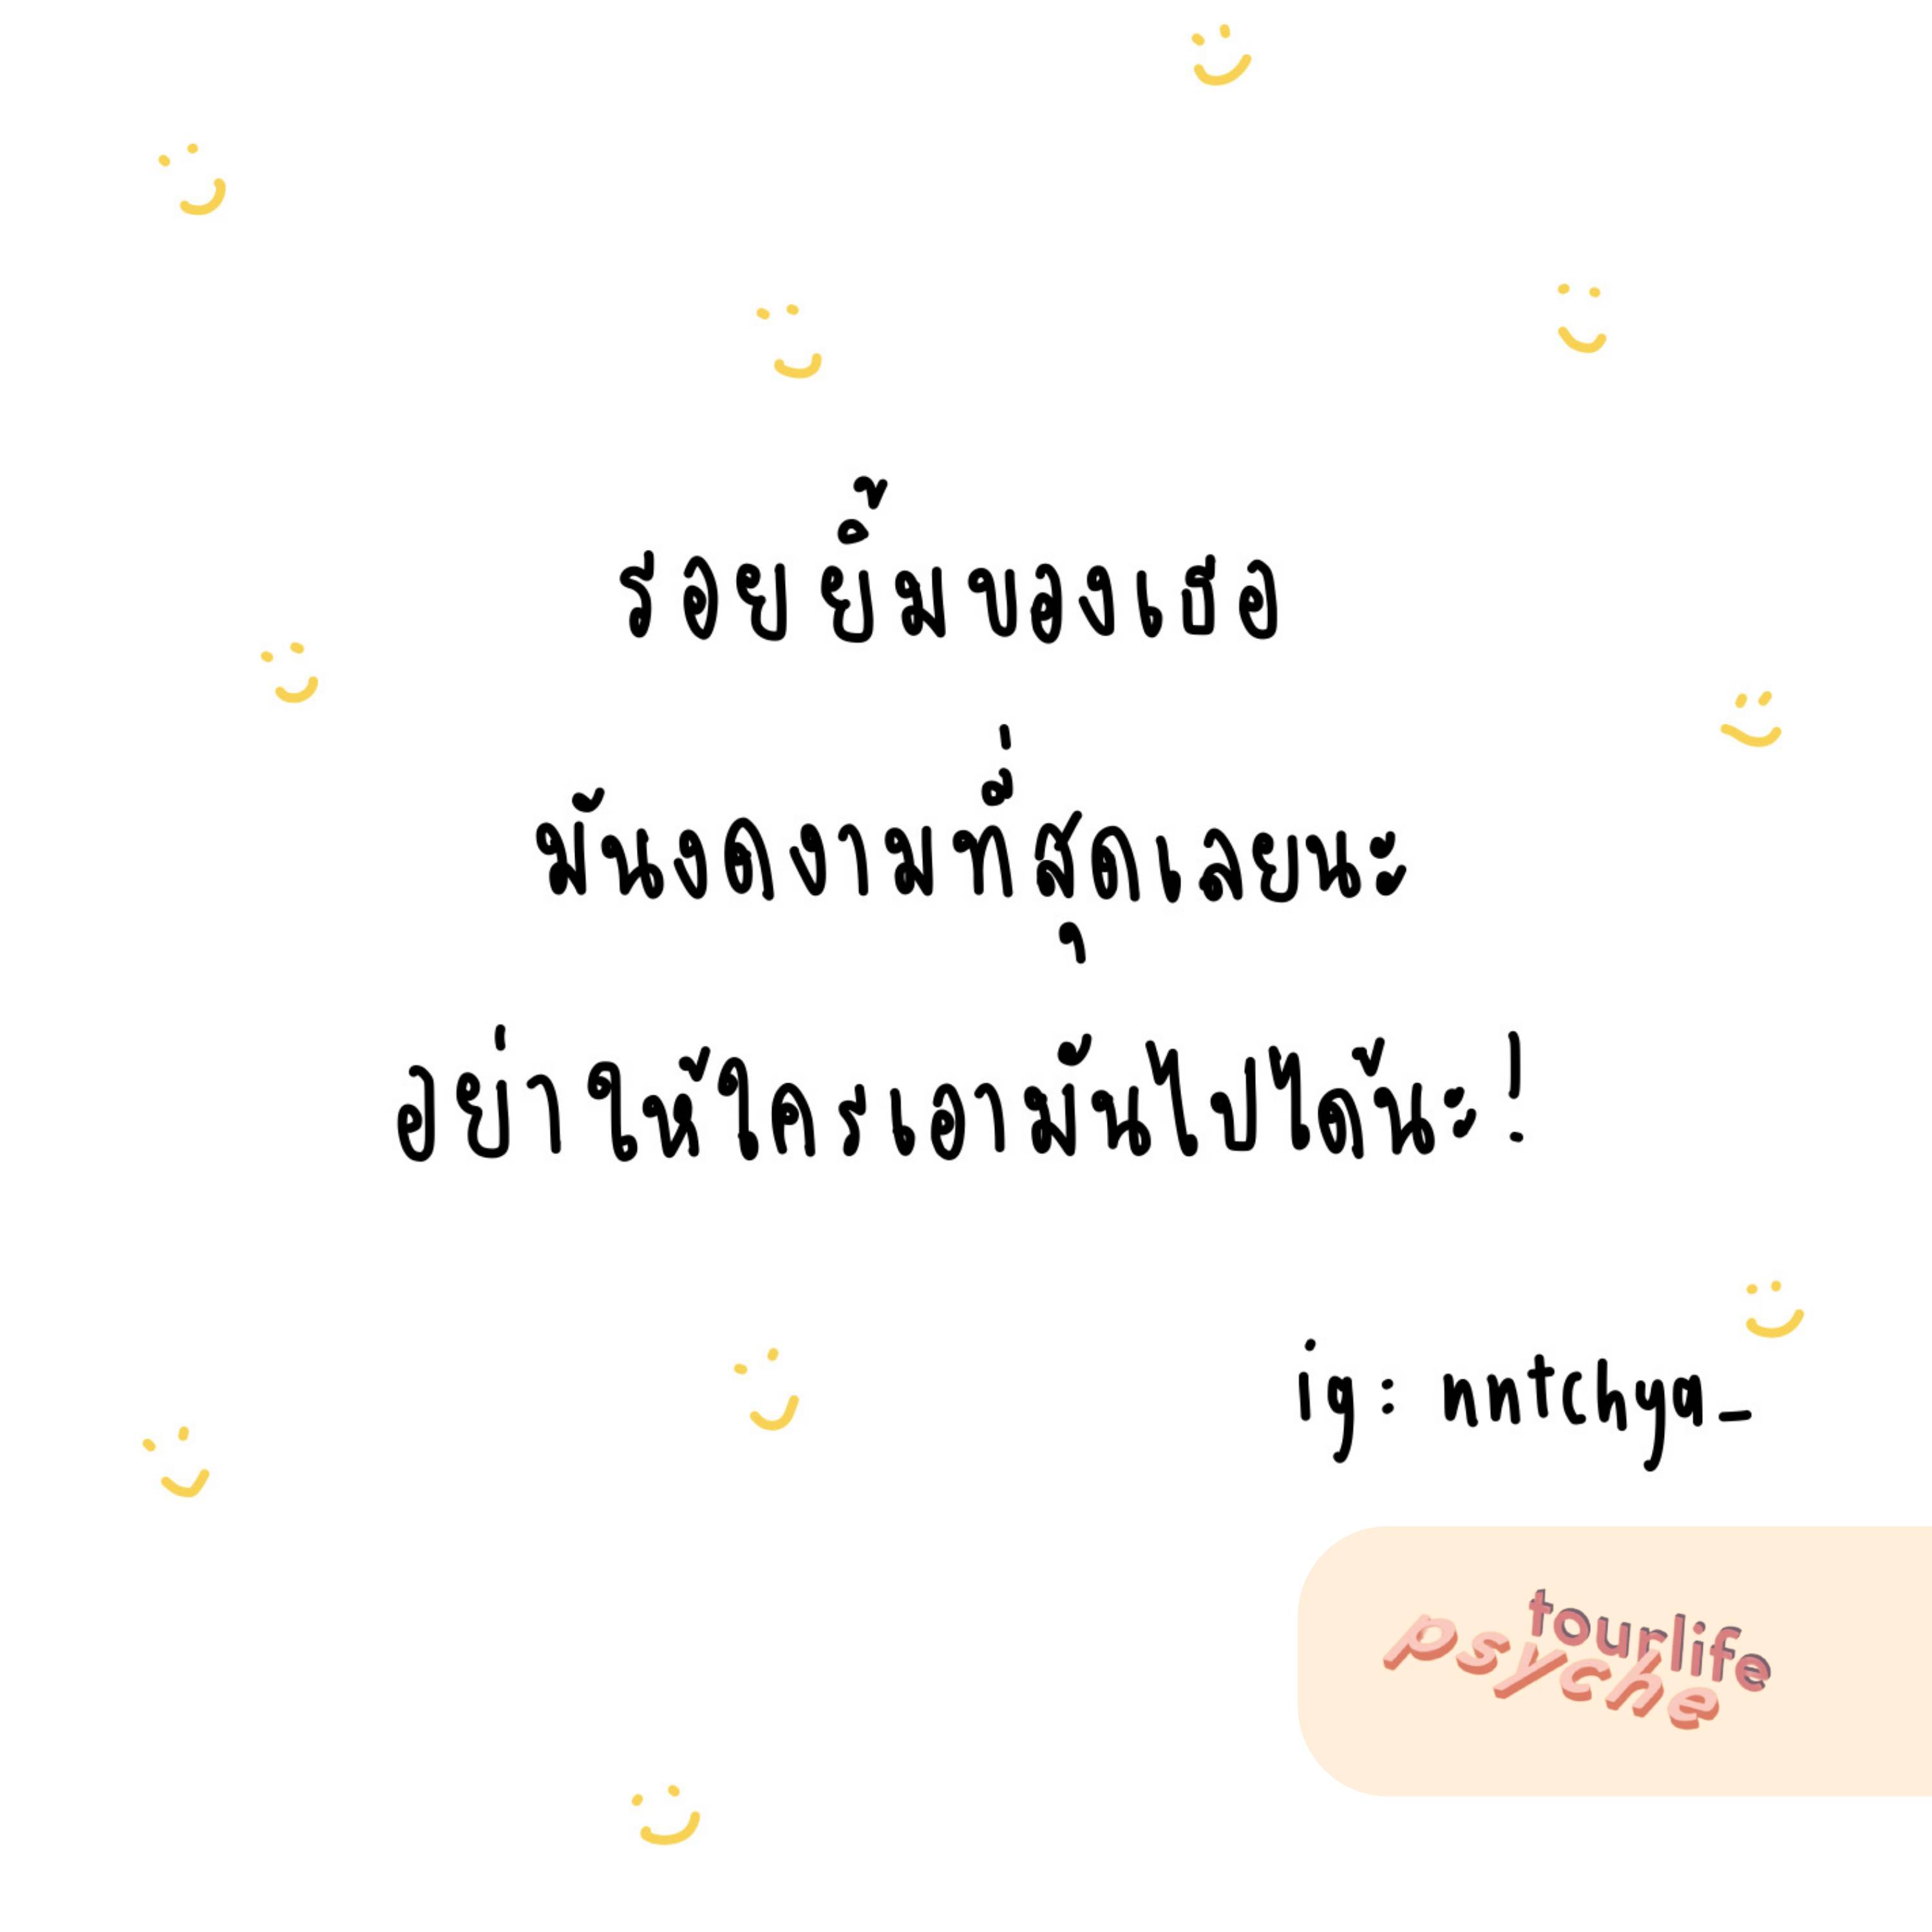 รอยยิ้มของเธอ
มันงดงามที่สุดเลยนะ
อย่าให้ใครเอามันไปได้นะ!
ig: nntchya_
tourlife
psyche